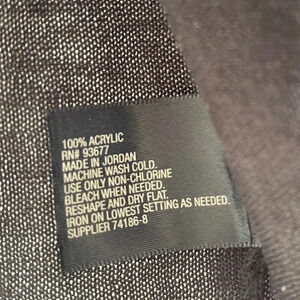 100% ACRYLIC
RN# 93677
MADE IN JORDAN
MACHINE WASH COLD.
USE ONLY NON-CHLORINE
BLEACH WHEN NEEDED.
RESHAPE AND DRY FLAT.
IRON ON LOWEST SETTING AS NEEDED.
SUPPLIER 74186-8